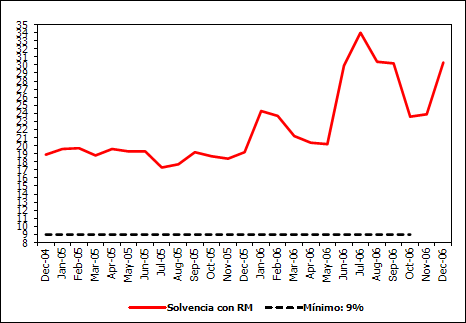 35
34
33
32
31
30
29
28
27
26
25
24
23
22
21
20
19
18
17
16
15
14
13
12
11
10
9
8
Dec-04
Jan-05
Feb-05
Mar-05
Apr-05
May-05
Jun-05
Jul-05
Aug-05
Sep-05
Oct-05
Nov-05
Dec-05
Jan-06
Feb-06
Mar-06
Apr-06
May-06
Jun-06
Jul-06
Aug-06
Sep-06
Oct-06
Nov-06
Dec-06
Solvencia con RM
Mínimo: 9%